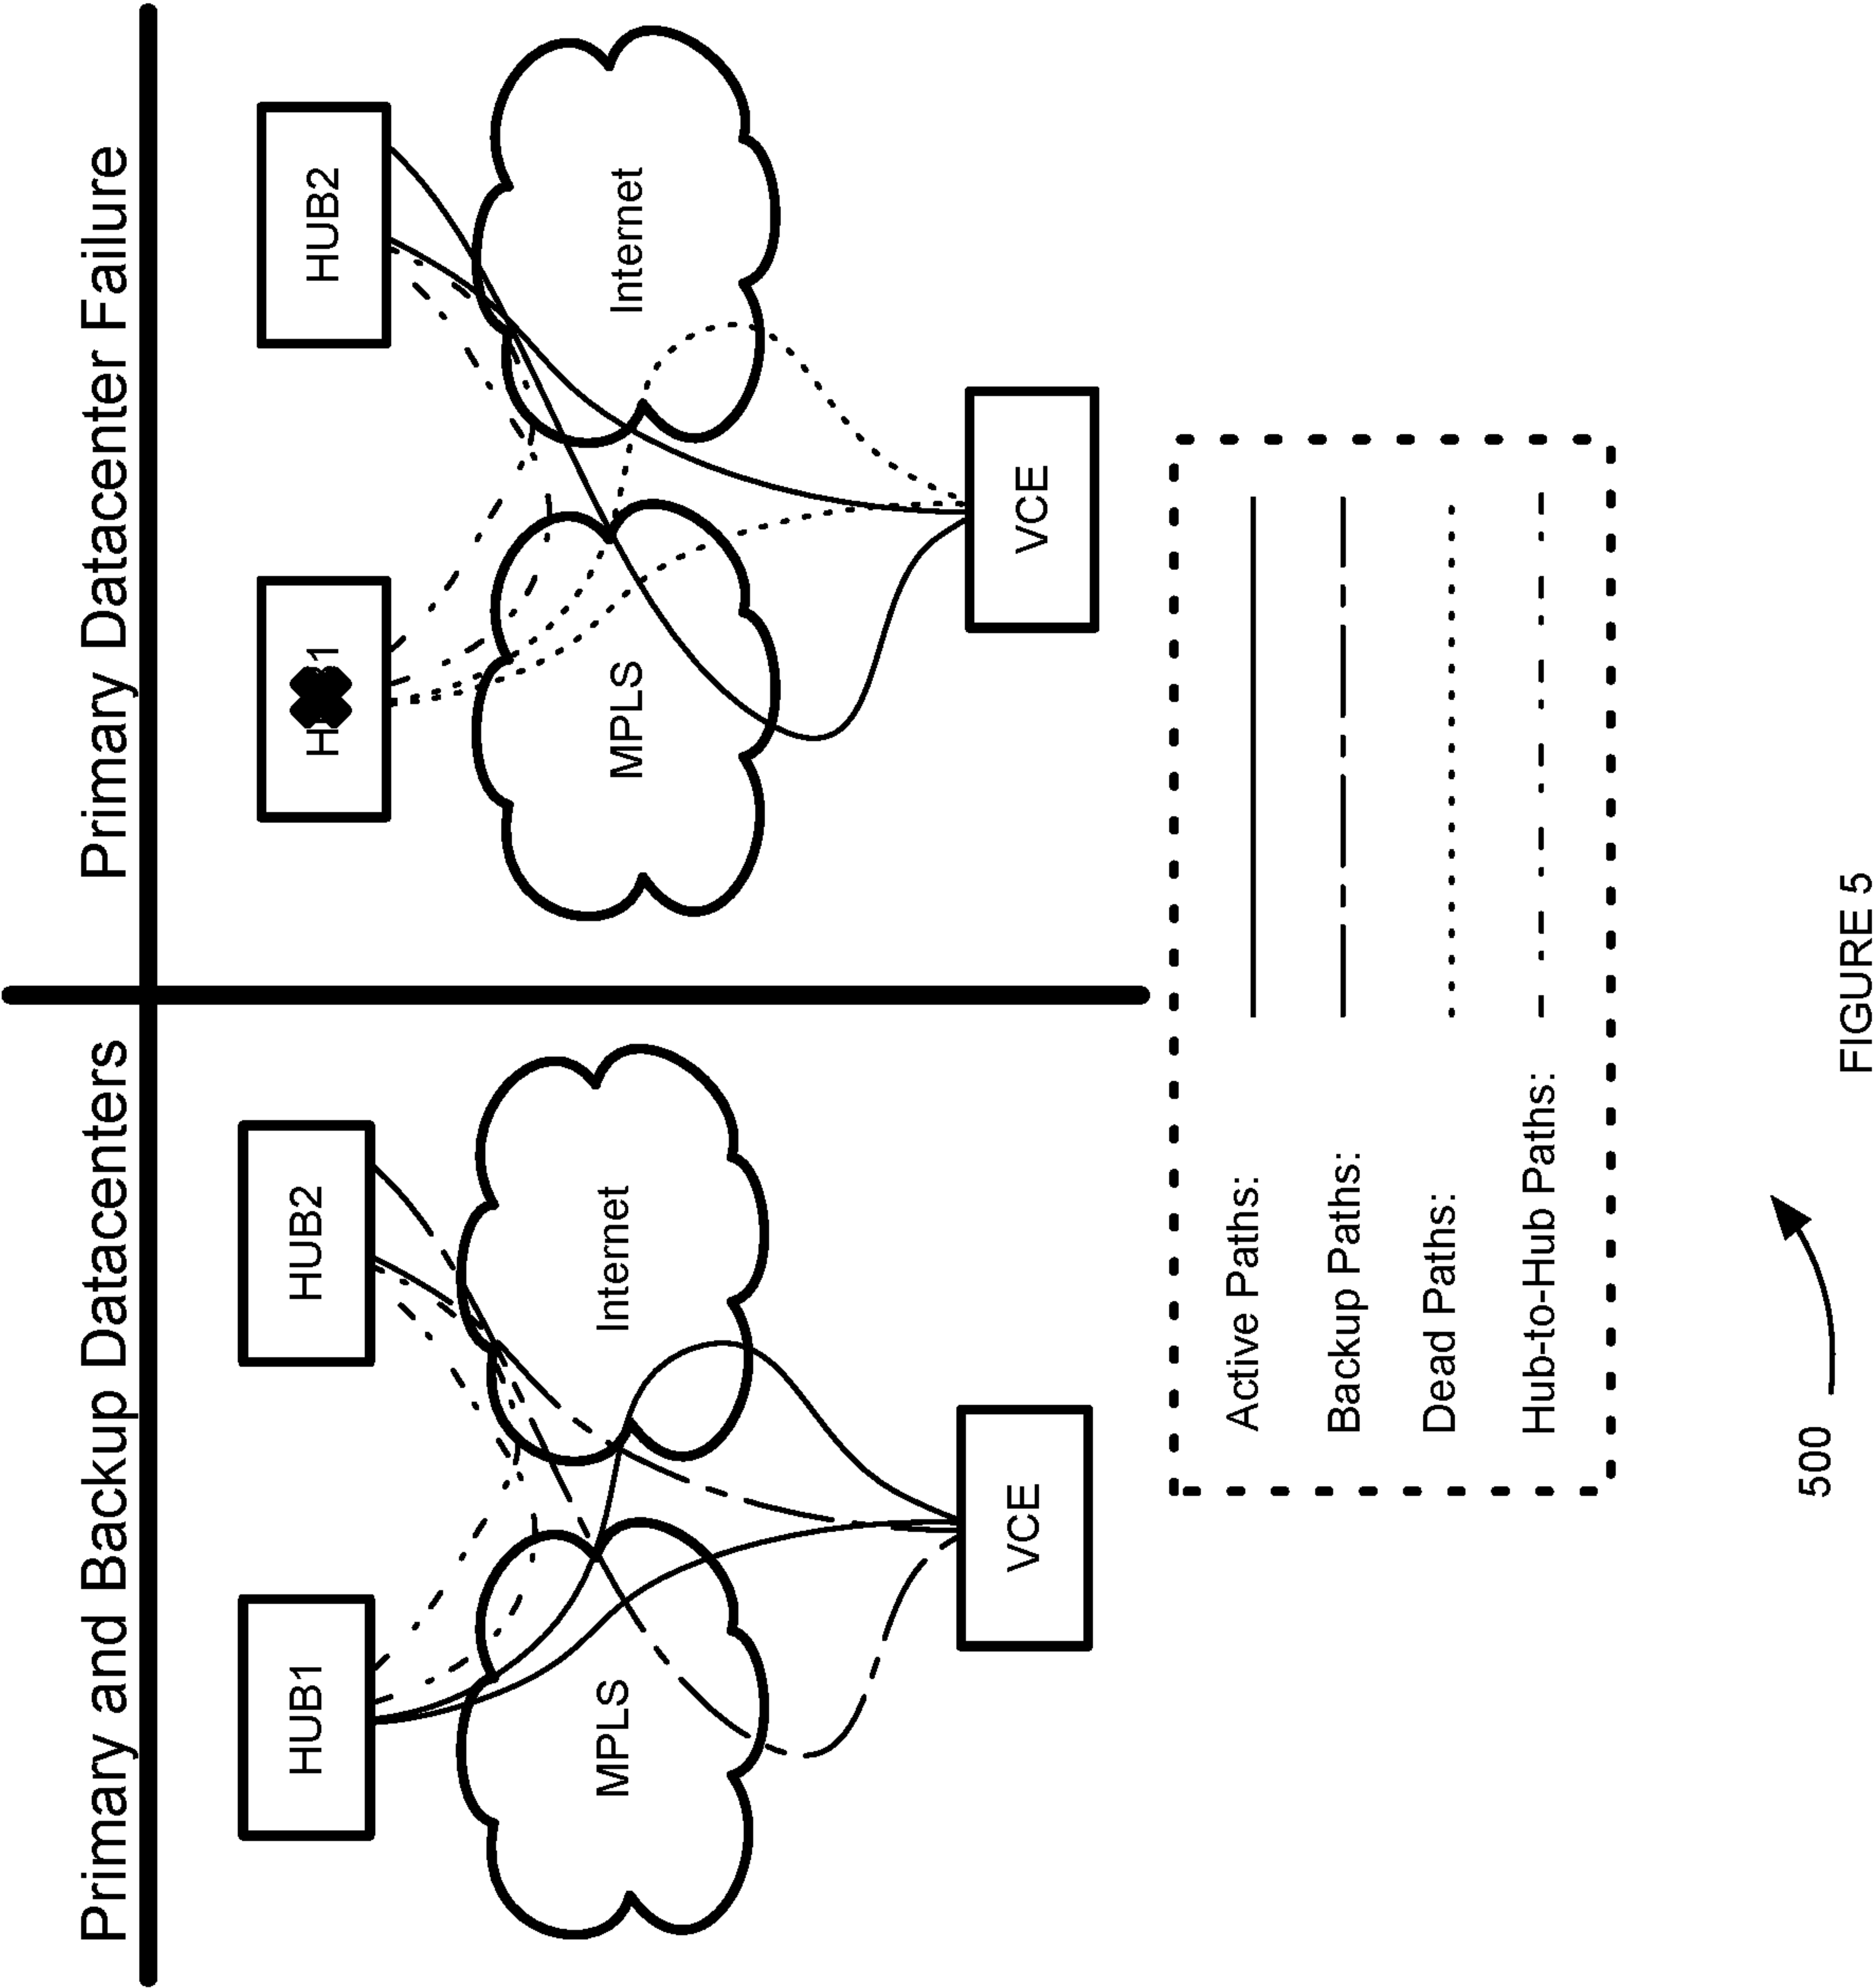 Primary and Backup Datacenters
Primary Datacenter Failure
HUB1
HUB2
MPLS
Internet
VCE
H 1
HUB2
MPLS
Internet
VCE
Active Paths:
Backup Paths:
Dead Paths:
Hub-to-Hub Paths:
500
FIGURE 5